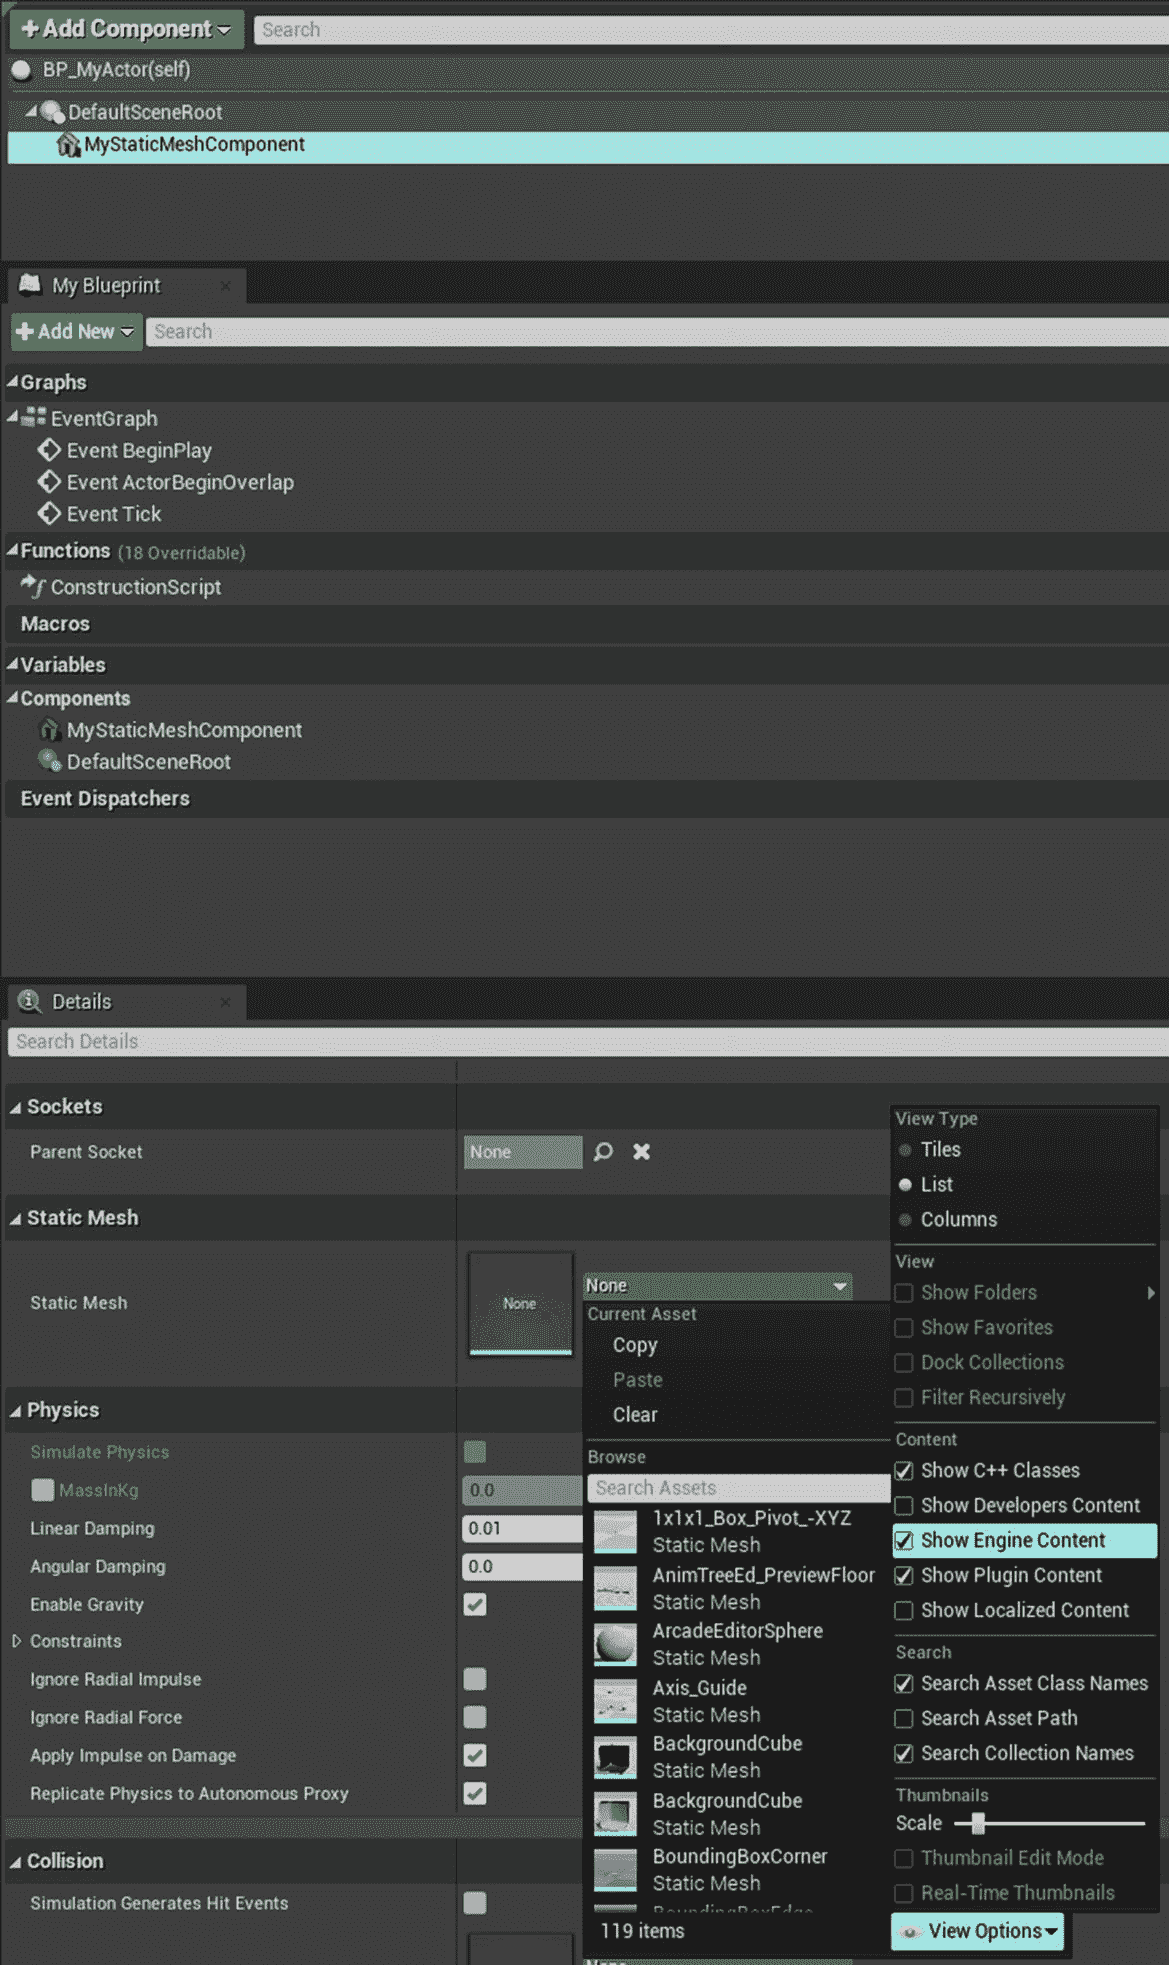 Add Component
Search
BP_MyActor(self)
DefaultSceneRoot
MyStaticMeshComponent
My Blueprint
Add New
Search
Graphs
EventGraph
Event BeginPlay
Event ActorBeginOverlap
Event Tick
Functions (18 Overridable)
ConstructionScript
Macros
Variables
Components
MyStaticMeshComponent
DefaultSceneRoot
Event Dispatchers
Details
Search Details
Sockets
Parent Socket
None
Static Mesh
Static Mesh
None
None
Current Asset
Copy
Paste
Clear
Browse
Search Assets
1x1x1_Box_Pivot_-XYZ
Static Mesh
AnimTreeEd_PreviewFloor
Static Mesh
ArcadeEditorSphere
Static Mesh
Axis_Guide
Static Mesh
BackgroundCube
Static Mesh
BackgroundCube
Static Mesh
BoundingBoxCorner
Static Mesh
BoundingBoxEdge
119 items
View Options
View Type
Tiles
List
Columns
View
Show Folders
Show Favorites
Dock Collections
Filter Recursively
Content
Show C++ Classes
Show Developers Content
Show Engine Content
Show Plugin Content
Show Localized Content
Search
Search Asset Class Names
Search Asset Path
Search Collection Names
Thumbnails
Scale
Thumbnail Edit Mode
Real-Time Thumbnails
Physics
Simulate Physics
MassInKg
0.0
Linear Damping
0.01
Angular Damping
0.0
Enable Gravity
Constraints
Ignore Radial Impulse
Ignore Radial Force
Apply Impulse on Damage
Replicate Physics to Autonomous Proxy
Collision
Simulation Generates Hit Events
None